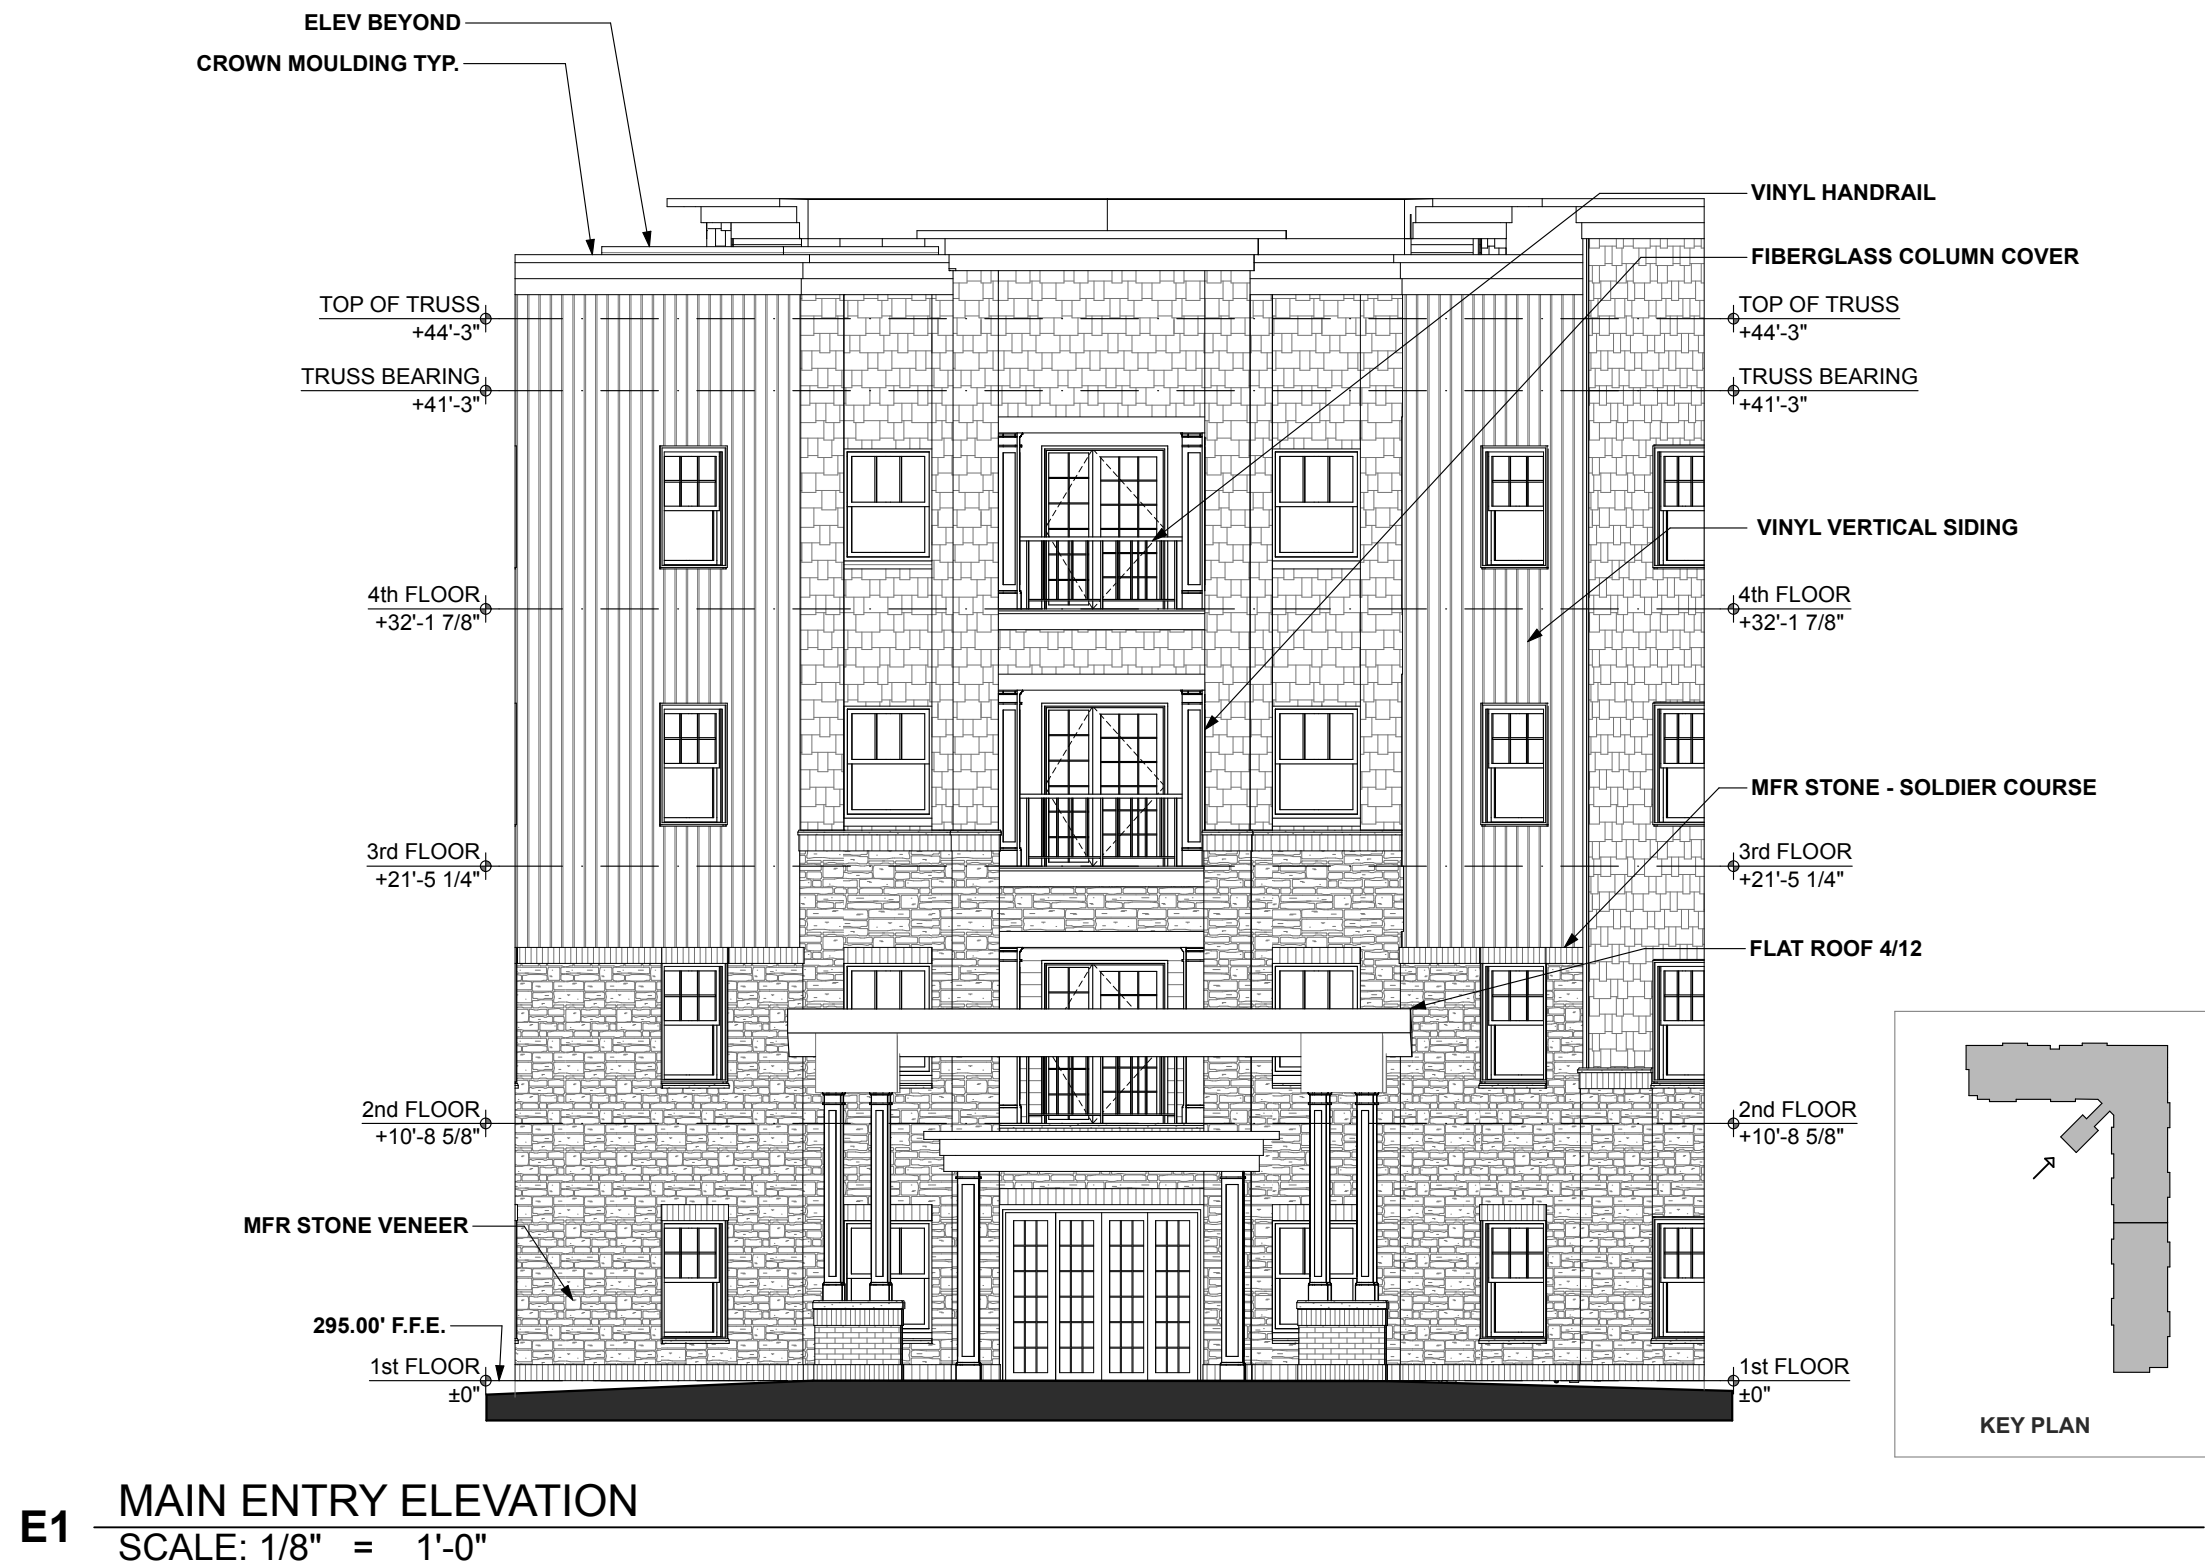 ELEV BEYOND
CROWN MOULDING TYP.
VINYL HANDRAIL
FIBERGLASS COLUMN COVER
TOP OF TRUSS
+44'-3"
TOP OF TRUSS
+44'-3"
TRUSS BEARING
+41'-3"
TRUSS BEARING
+41'-3"
VINYL VERTICAL SIDING
4th FLOOR
+32'-1 7/8"
4th FLOOR
+32'-1 7/8"
MFR STONE - SOLDIER COURSE
3rd FLOOR
+21'-5 1/4"
3rd FLOOR
+21'-5 1/4"
FLAT ROOF 4/12
2nd FLOOR
+10'-8 5/8"
2nd FLOOR
+10'-8 5/8"
MFR STONE VENEER
295.00' F.F.E.
1st FLOOR
±0"
1st FLOOR
±0"
KEY PLAN
E1
MAIN ENTRY ELEVATION
SCALE: 1/8" = 1'-0"